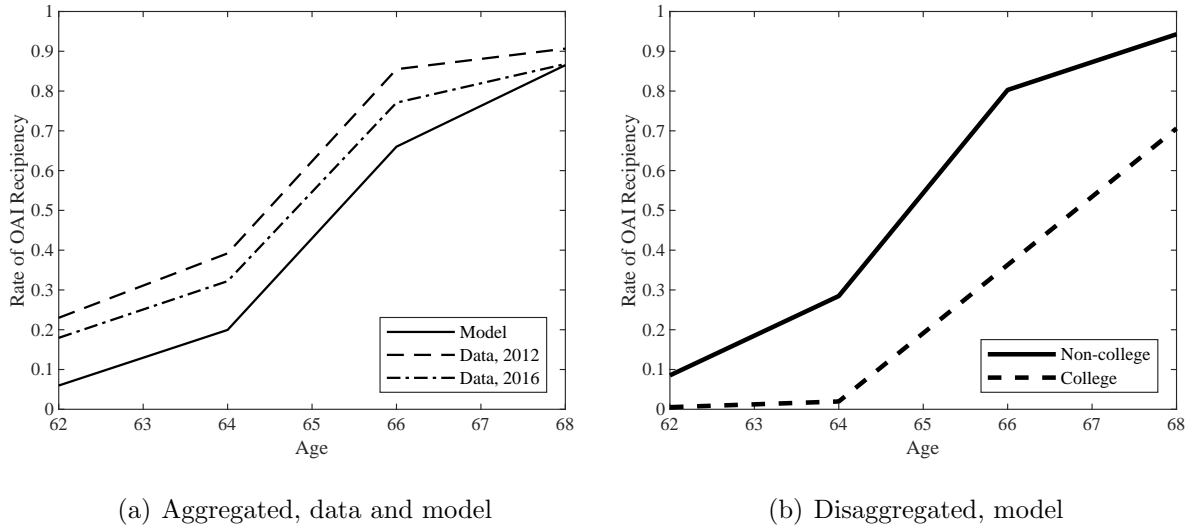 1
0.9
0.8
0.7
0.6
0.5
0.4
0.3
0.2
0.1
0
Rate of OAI Recipiency
62 63 64 65 66 67 68
Age
Model
Data, 2012
Data, 2016
(a) Aggregated, data and model
1
0.9
0.8
0.7
0.6
0.5
0.4
0.3
0.2
0.1
0
Rate of OAI Recipiency
62 63 64 65 66 67 68
Age
Non-college
College
(b) Disaggregated, model